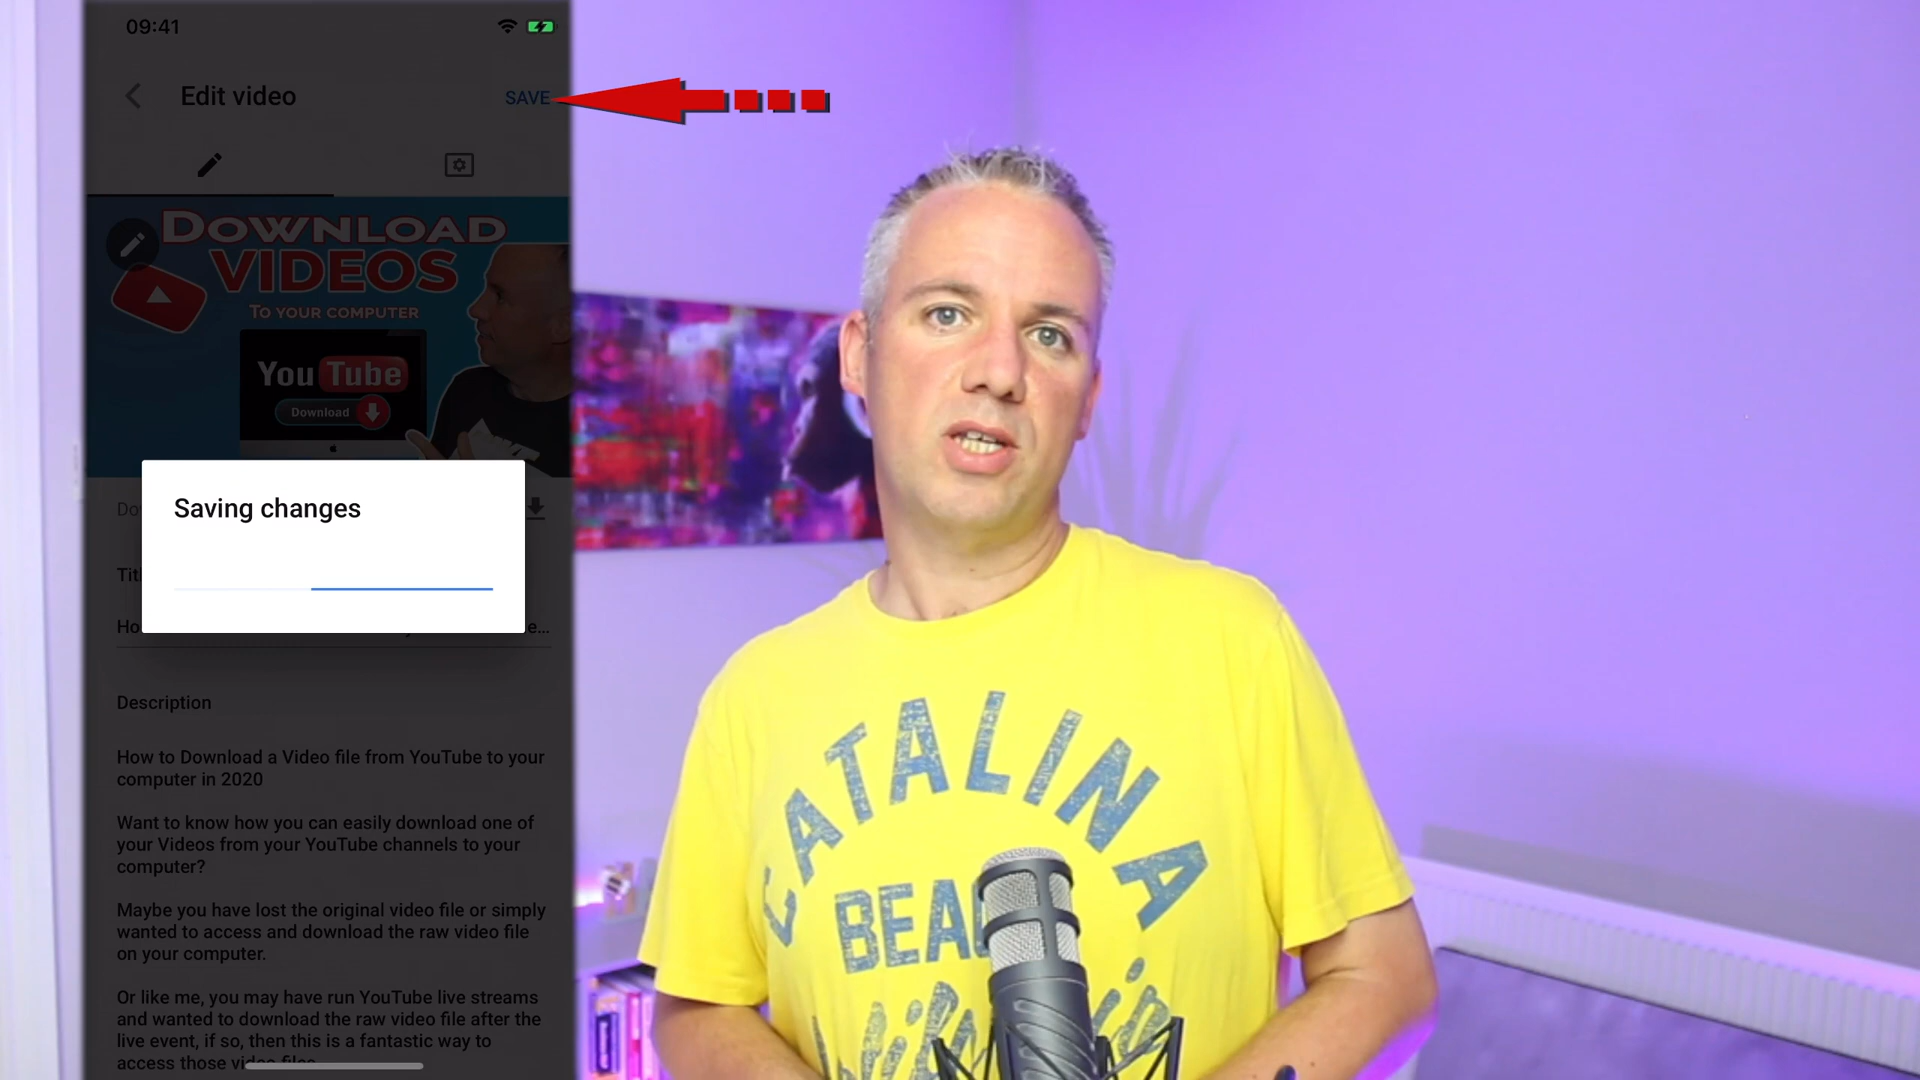 09:41
Edit video
SAVE
DOWNLOAD
VIDEOS
TO YOUR COMPUTER
YouTube
Download
Saving changes
Description
How to Download a Video file from YouTube to your
computer in 2020
Want to know how you can easily download one of
your Videos from your YouTube channels to your
computer?
Maybe you have lost the original video file or simply
wanted to access and download the raw video file
on your computer.
Or like me, you may have run YouTube live streams
and wanted to download the raw video file after the
live event, if so, then this is a fantastic way to
access those video files
CATALINA